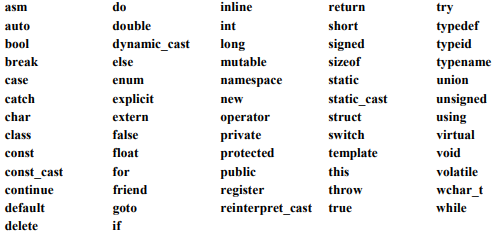 asm do inline return try
auto double int short typedef
bool dynamic_cast long signed typeid
break else mutable sizeof typename
case enum namespace static union
catch explicit new static_cast unsigned
char extern operator struct using
class false private switch virtual
const float protected template void
const_cast for public this volatile
continue friend register throw wchar_t
default goto reinterpret_cast true while
delete if